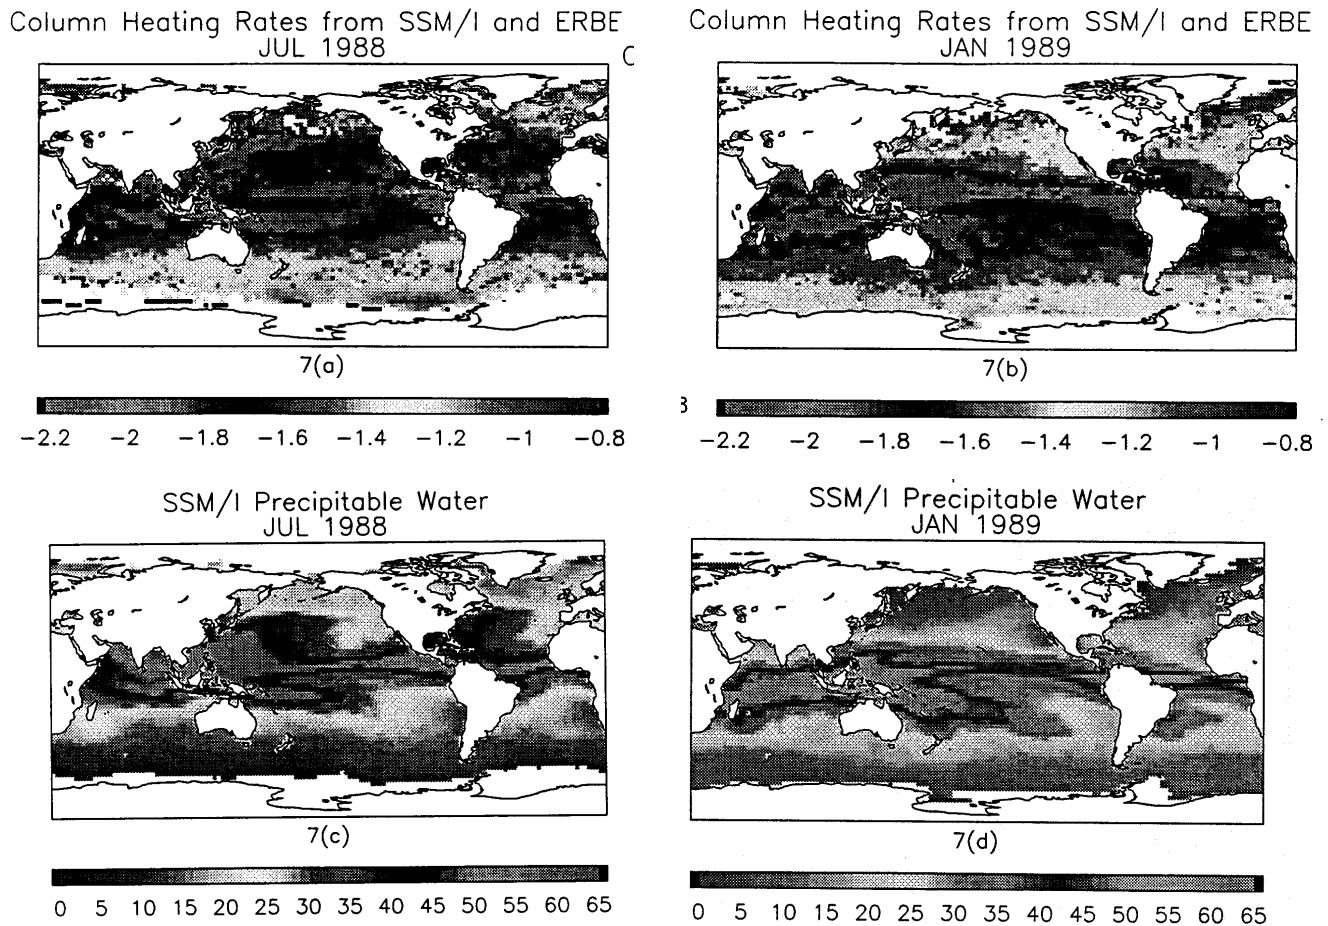 Column Heating Rates from SSM/I and ERBE
JUL 1988
C
7(a)
-2.2 -2 -1.8 -1.6 -1.4 -1.2 -1 -0.8
Column Heating Rates from SSM/I and ERBE
JAN 1989
7(b)
-2.2 -2 -1.8 -1.6 -1.4 -1.2 -1 -0.8
SSM/I Precipitable Water
JUL 1988
7(c)
0 5 10 15 20 25 30 35 40 45 50 55 60 65
SSM/I Precipitable Water
JAN 1989
7(d)
0 5 10 15 20 25 30 35 40 45 50 55 60 65